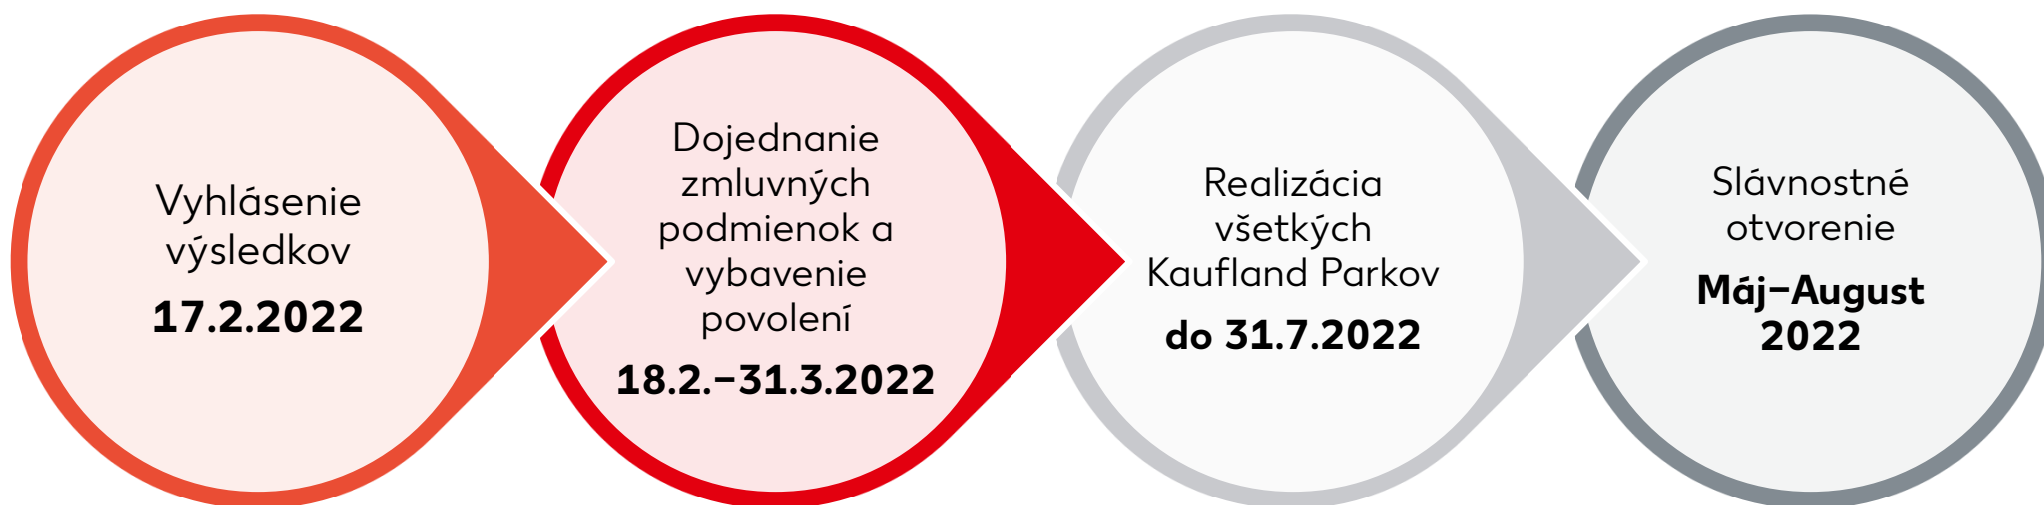 Vyhlásenie
výsledkov
17.2.2022
Dojednanie
zmluvných
podmienok a
vybavenie
povolení
18.2.–31.3.2022
Realizácia
všetkých
Kaufland Parkov
do 31.7.2022
Slávnostné
otvorenie
Máj–August
2022